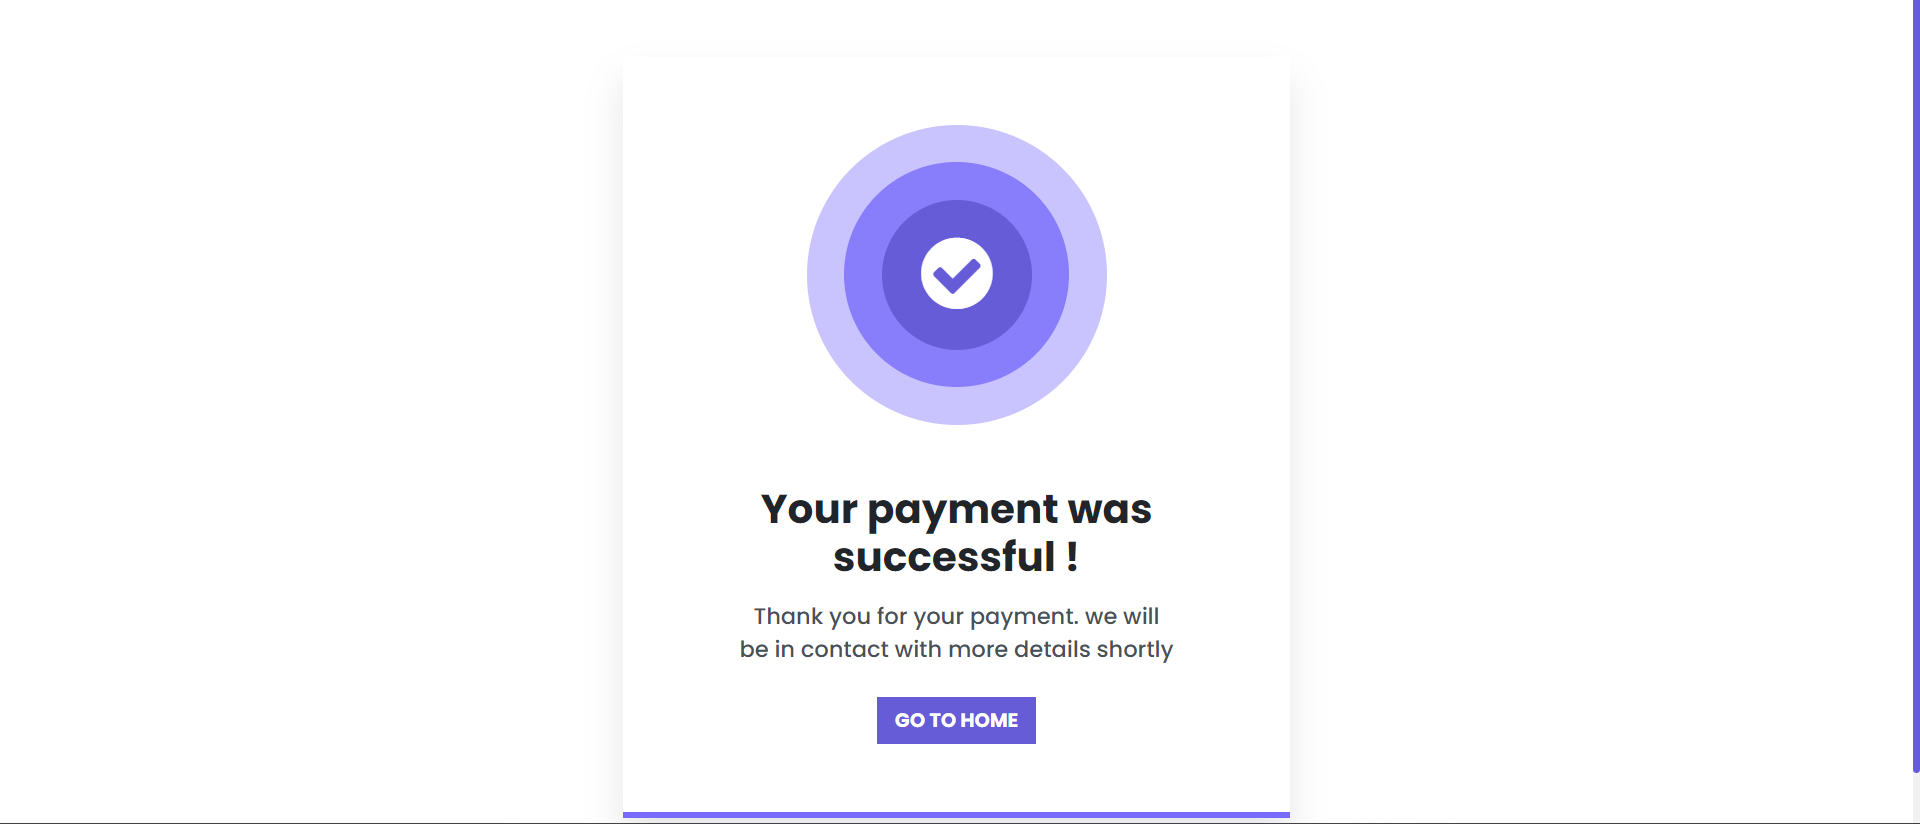 Your payment was
successful !
Thank you for your payment. we will
be in contact with more details shortly
GO TO HOME